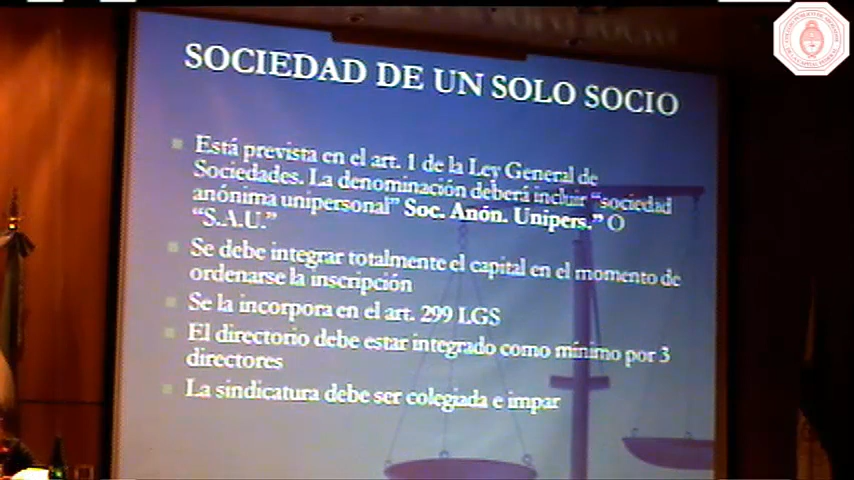 SOCIEDAD DE UN SOLO SOCIO
Está prevista en el art. 1 de la Ley General de
Sociedades. La denominación deberá incluir “sociedad
anónima unipersonal” Soc. Anón. Unipers.” O
“S.A.U.”
Se debe integrar totalmente el capital en el momento de
ordenarse la inscripción
Se la incorpora en el art. 299 LGS
El directorio debe estar integrado como mínimo por 3
directores
La sindicatura debe ser colegiada e impar